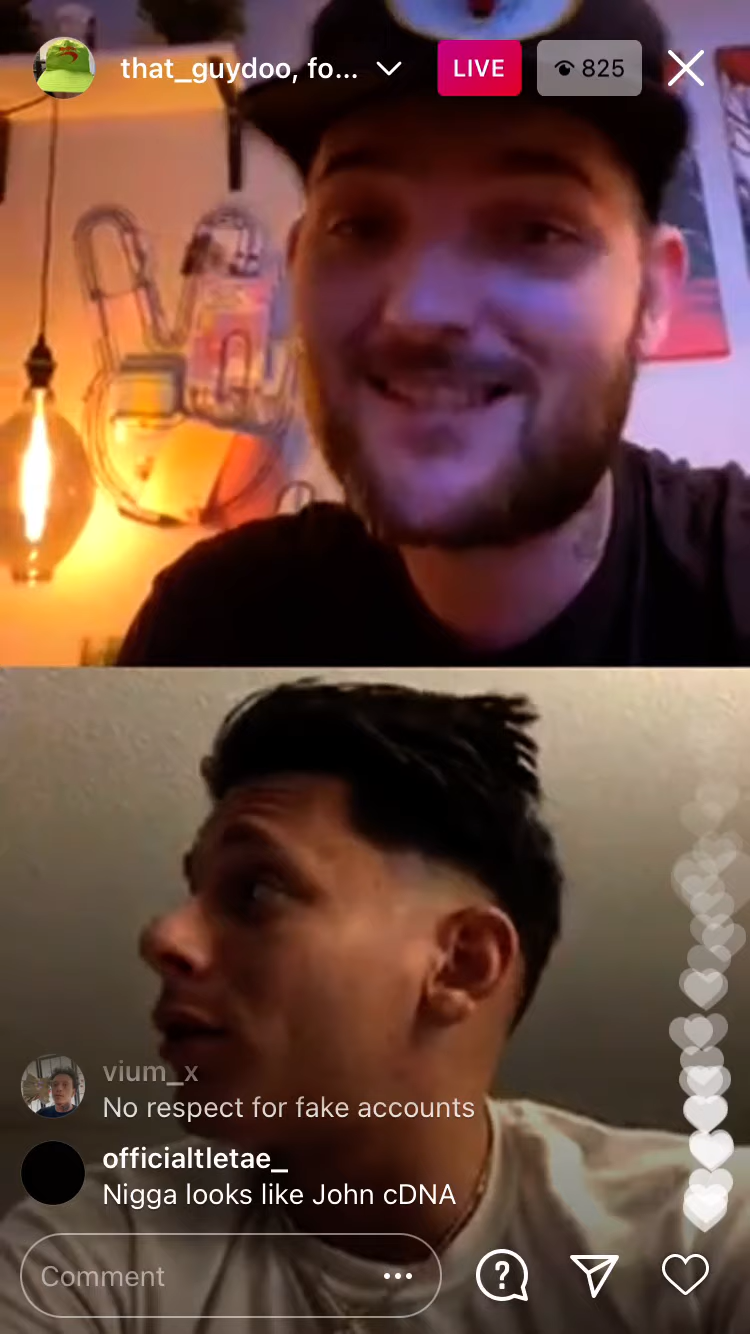 that_guydoo, fo...
LIVE
825
vium_x
No respect for fake accounts
officialtletae_
Nigga looks like John cDNA
Comment